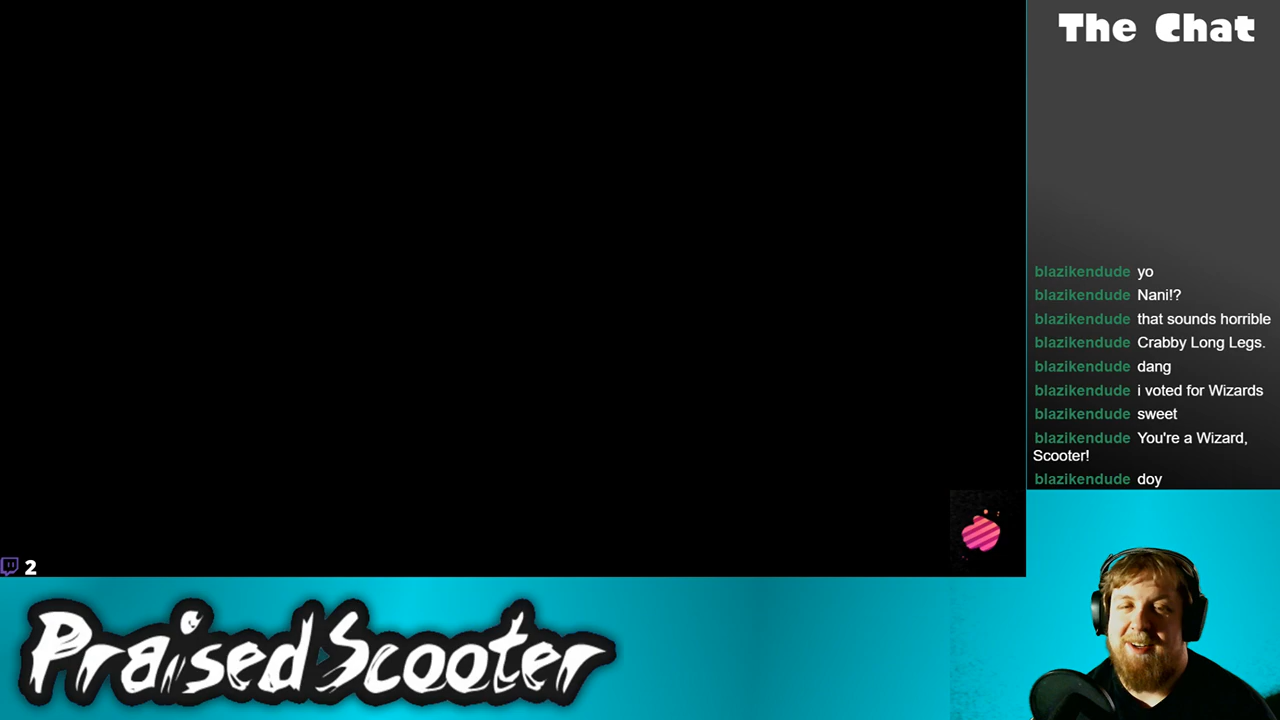 The Chat
blazikendude yo
blazikendude Nani!?
blazikendude that sounds horrible
blazikendude Crabby Long Legs.
blazikendude dang
blazikendude i voted for Wizards
blazikendude sweet
blazikendude You're a Wizard,
Scooter!
blazikendude doy
2
PraisedScooter